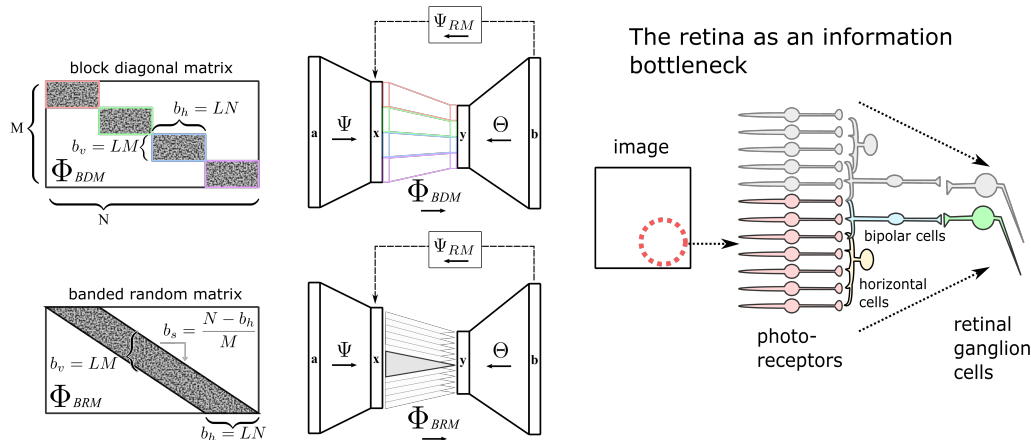 block diagonal matrix
M
b_h = LN
b_v = LM
Φ_BDM
N
Ψ_RM
a
Ψ
x
y
Θ
b
Φ_BDM
banded random matrix
b_s = (N − b_h)/M
b_v = LM
Φ_BRM
b_h = LN
Ψ_RM
a
Ψ
x
y
Θ
b
Φ_BRM
The retina as an information
bottleneck
image
bipolar cells
horizontal
cells
photo-
receptors
retinal
ganglion
cells